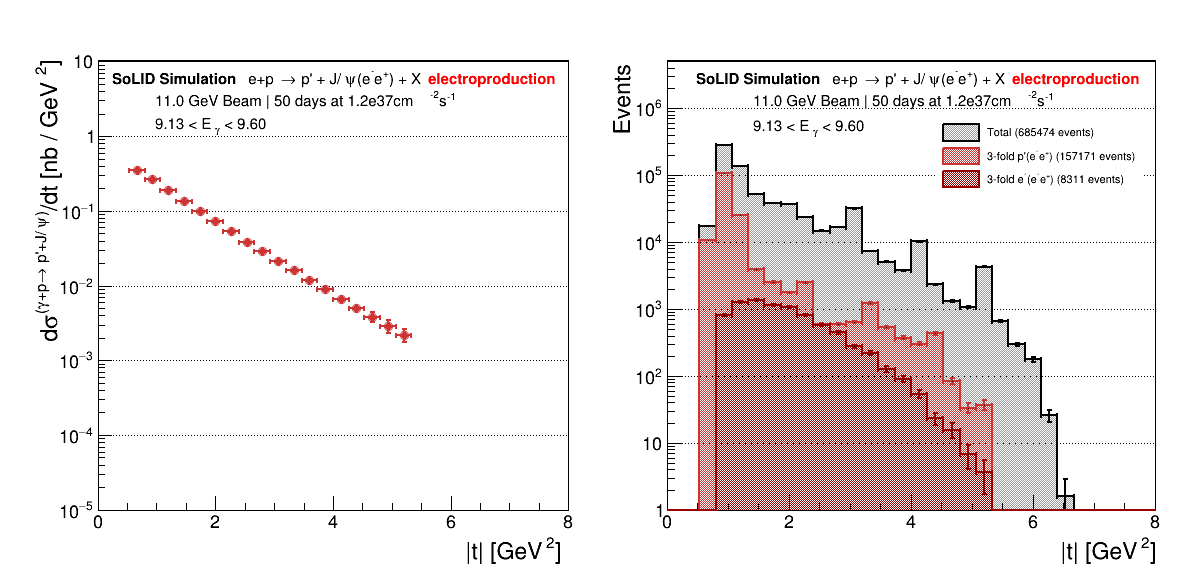 SoLID Simulation e+p → p' + J/ψ(e⁻e⁺) + X electroproduction
11.0 GeV Beam | 50 days at 1.2e37cm⁻²s⁻¹
9.13 < E_γ < 9.60
dσ(γ+p→ p'+J/ψ)/dt [nb / GeV²]
10
1
10⁻¹
10⁻²
10⁻³
10⁻⁴
10⁻⁵
0 2 4 6 8
|t| [GeV²]
SoLID Simulation e+p → p' + J/ψ(e⁻e⁺) + X electroproduction
11.0 GeV Beam | 50 days at 1.2e37cm⁻²s⁻¹
9.13 < E_γ < 9.60
Total (685474 events)
3-fold p'(e⁻e⁺) (157171 events)
3-fold e⁻(e⁻e⁺) (8311 events)
Events
10⁶
10⁵
10⁴
10³
10²
10
1
0 2 4 6 8
|t| [GeV²]